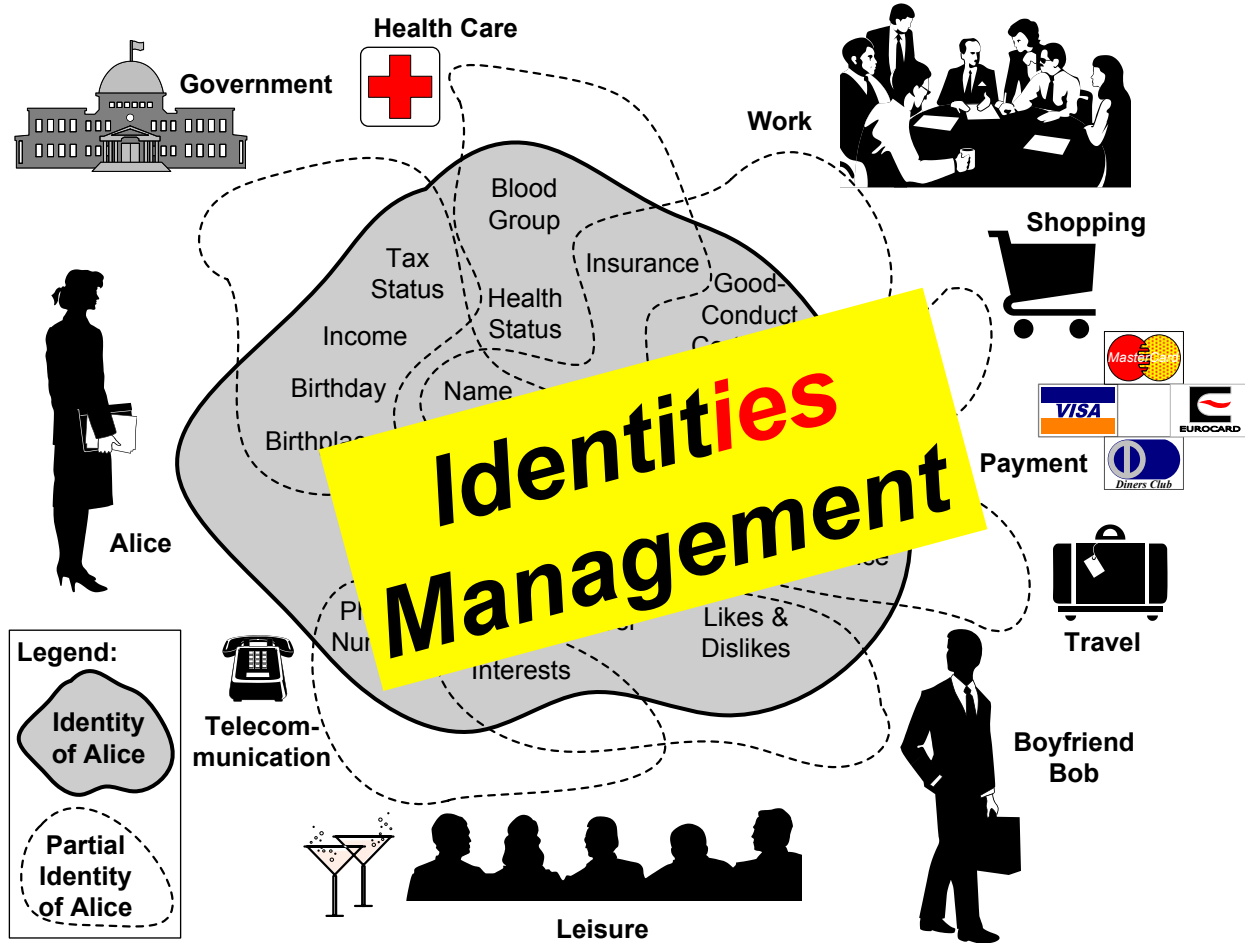 Health Care
Government
Work
Shopping
Blood
Group
Tax
Status
Insurance
Good-
Conduct
Health
Status
Income
Birthday
Name
MasterCard
VISA
EUROCARD
Identities
Management
Payment
Diners Club
Alice
Likes &
Dislikes
Interests
Travel
Legend:
Identity
of Alice
Telecom-
munication
Boyfriend
Bob
Partial
Identity
of Alice
Leisure